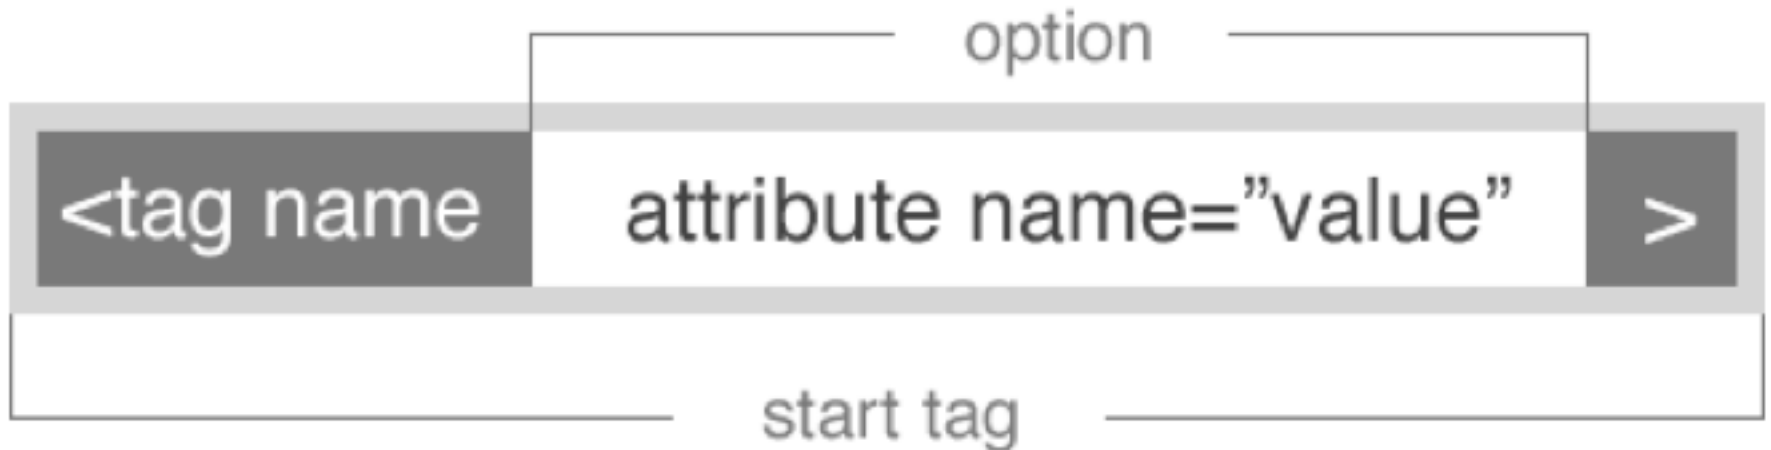 option
<tag name attribute name=”value” >
start tag